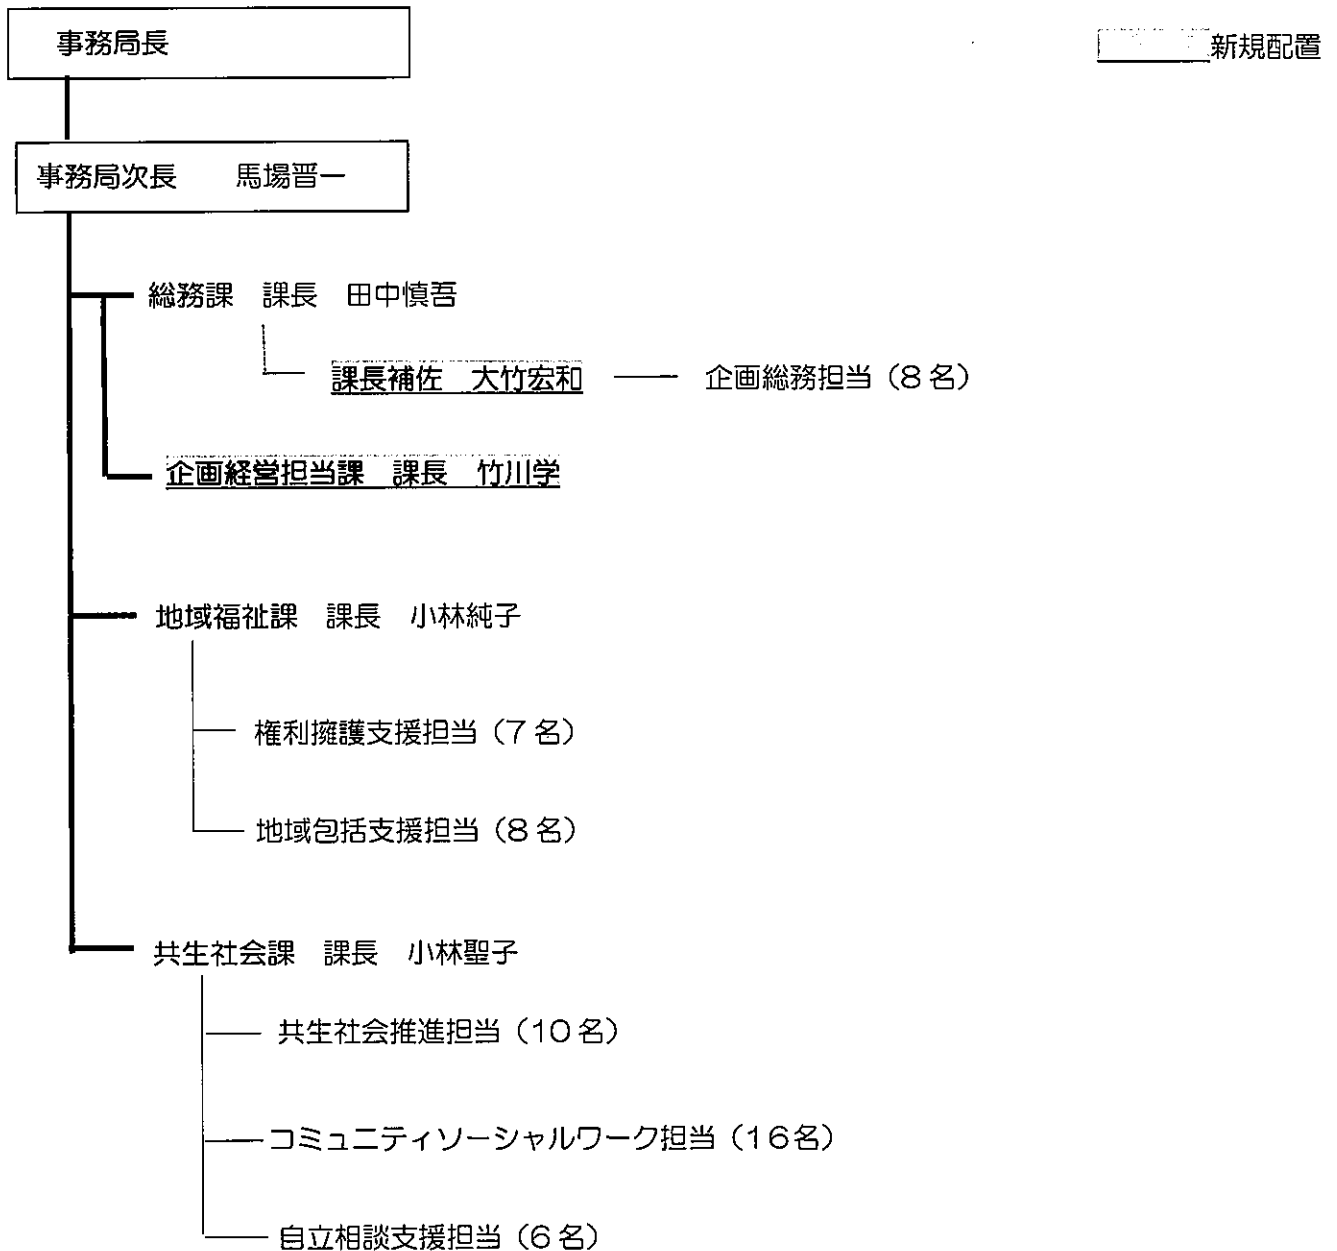 事務局長
新規配置
事務局次長　馬場晋一
総務課　課長　田中慎吾
課長補佐　大竹宏和　企画総務担当（8名）
企画経営担当課　課長　竹川学
地域福祉課　課長　小林純子
権利擁護支援担当（7名）
地域包括支援担当（8名）
共生社会課　課長　小林聖子
共生社会推進担当（10名）
コミュニティソーシャルワーク担当（16名）
自立相談支援担当（6名）